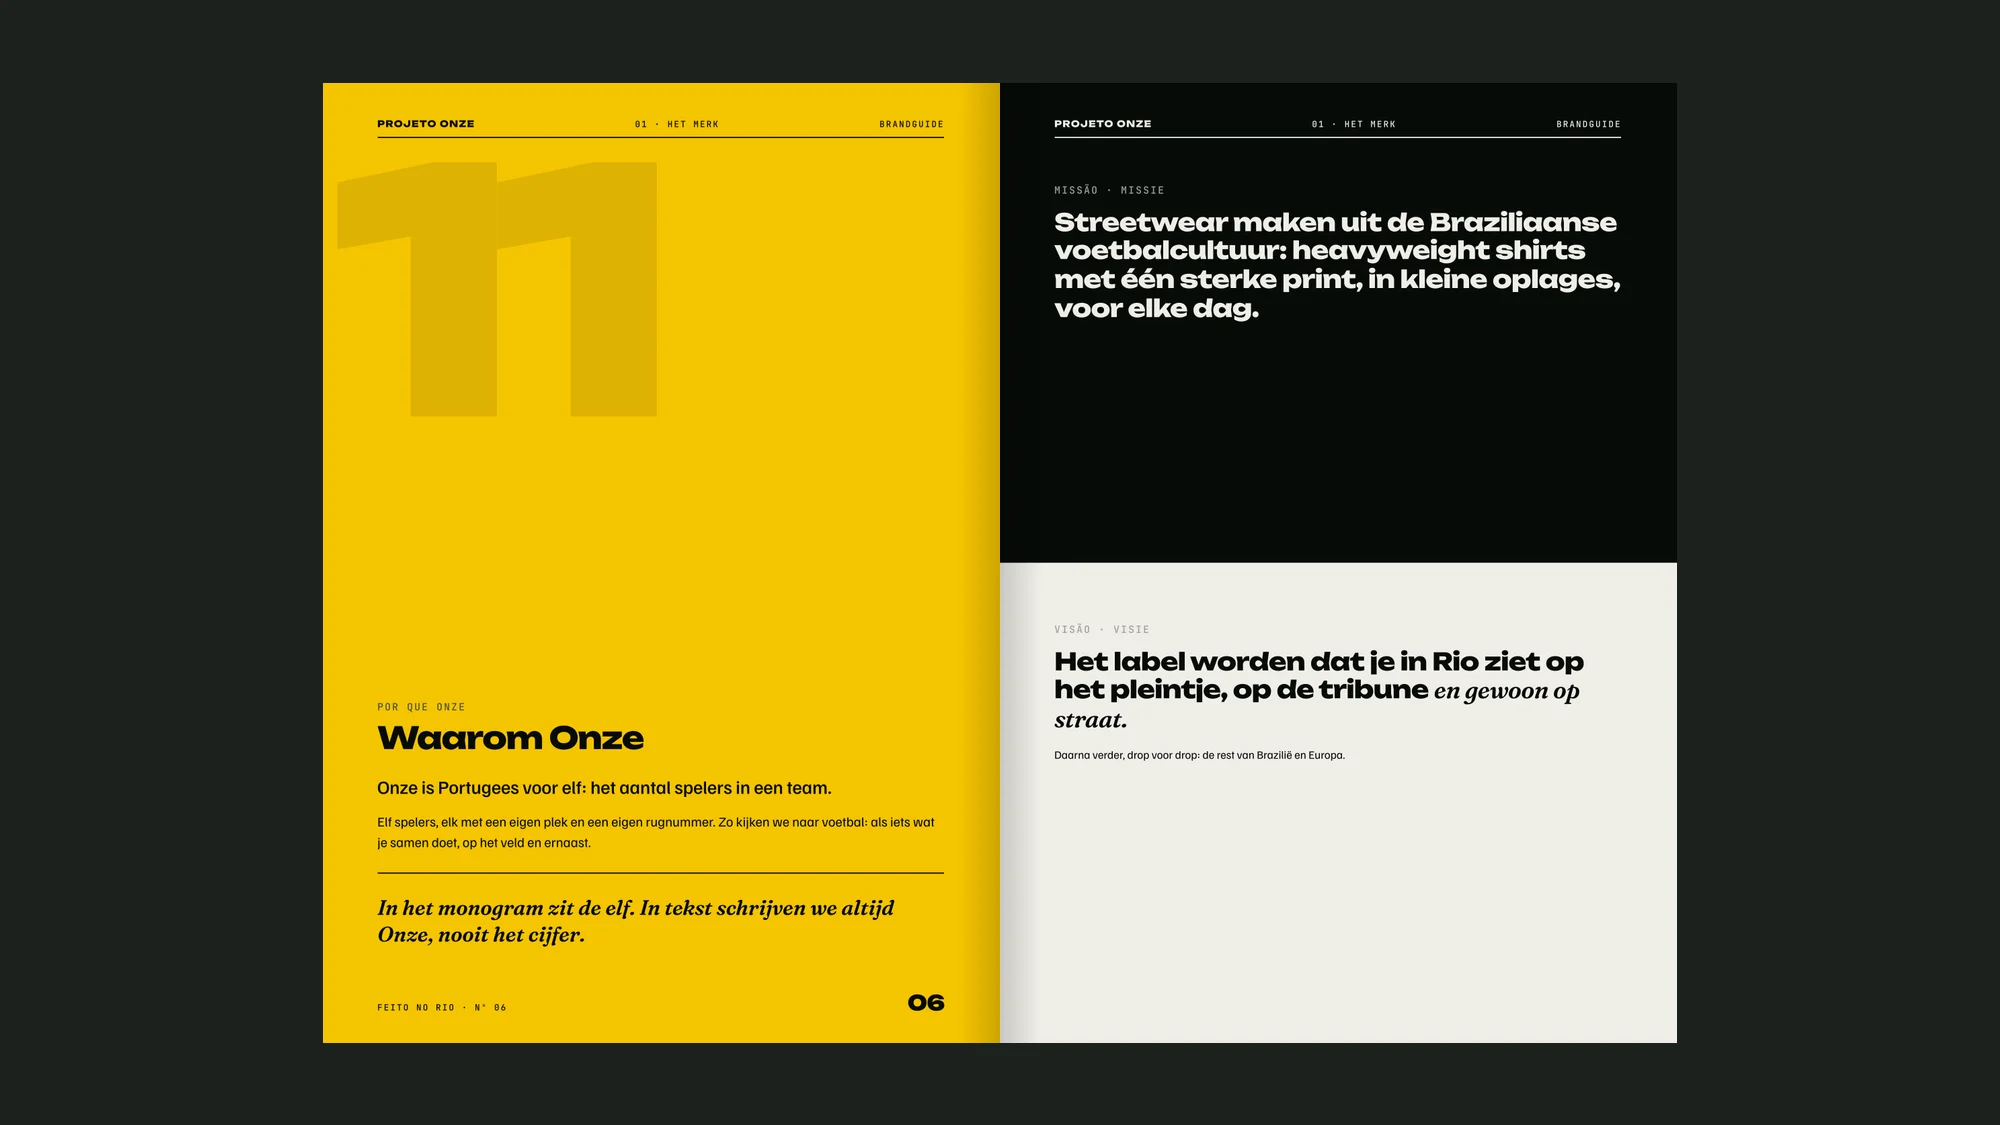 PROJETO ONZE
01 · HET MERK
BRANDGUIDE
11
POR QUE ONZE
Waarom Onze
Onze is Portugees voor elf: het aantal spelers in een team.
Elf spelers, elk met een eigen plek en een eigen rugnummer. Zo kijken we naar voetbal: als iets wat
je samen doet, op het veld en ernaast.
In het monogram zit de elf. In tekst schrijven we altijd
Onze, nooit het cijfer.
FEITO NO RIO · N° 06
06
PROJETO ONZE
01 · HET MERK
BRANDGUIDE
MISSÃO · MISSIE
Streetwear maken uit de Braziliaanse
voetbalcultuur: heavyweight shirts
met één sterke print, in kleine oplages,
voor elke dag.
VISÃO · VISIE
Het label worden dat je in Rio ziet op
het pleintje, op de tribune en gewoon op
straat.
Daarna verder, drop voor drop: de rest van Brazilië en Europa.